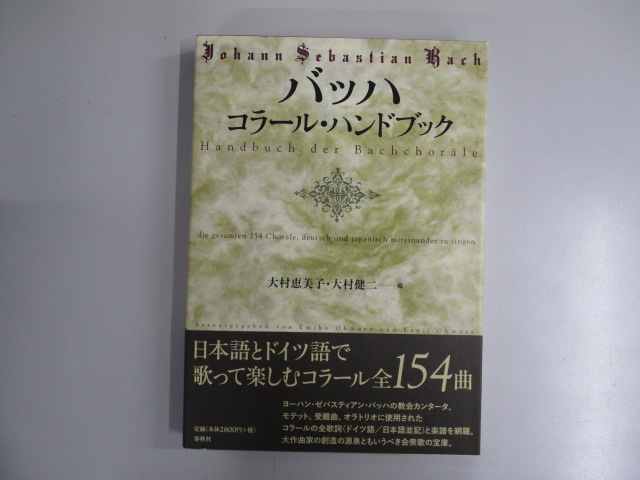 Johann Sebastian Bach
バッハ
コラール・ハンドブック
Handbuch der Bachchoräle
die gesamten 154 Choräle, deutsch und japanisch miteinander zu singen
大村恵美子・大村健二──編
herausgegeben von Emiko Ohmura und Kenji Ohmura
日本語とドイツ語で
歌って楽しむコラール全154曲
ヨーハン・ゼバスティアン・バッハの教会カンタータ、
モテット、受難曲、オラトリオに使用された
コラールの全歌詞(ドイツ語/日本語並記)と楽譜を網羅。
大作曲家の創造の源泉ともいうべき会衆歌の宝庫。
定価(本体2800円+税)
春秋社